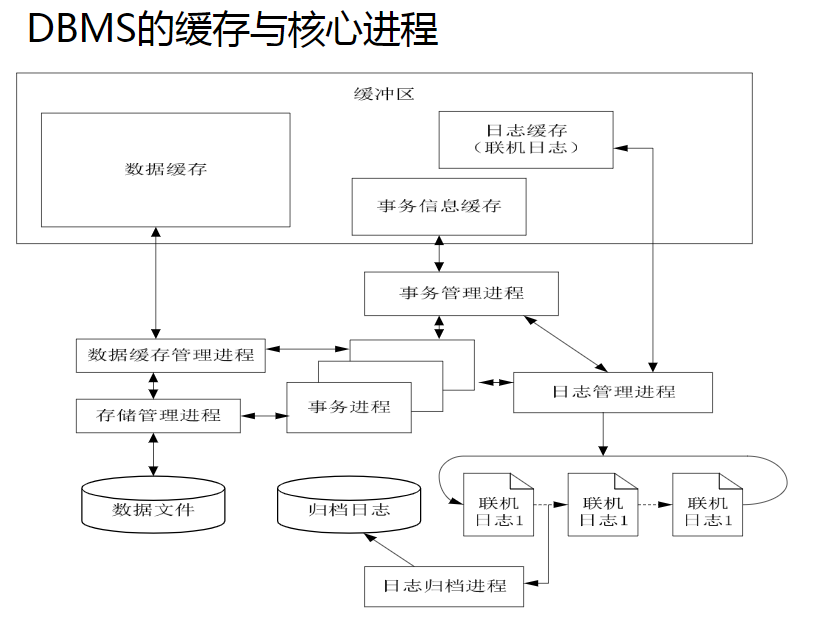 DBMS的缓存与核心进程
缓冲区
数据缓存
日志缓存
（联机日志）
事务信息缓存
事务管理进程
数据缓存管理进程
存储管理进程
事务进程
日志管理进程
数据文件
归档日志
联机
日志1
联机
日志1
联机
日志1
日志归档进程